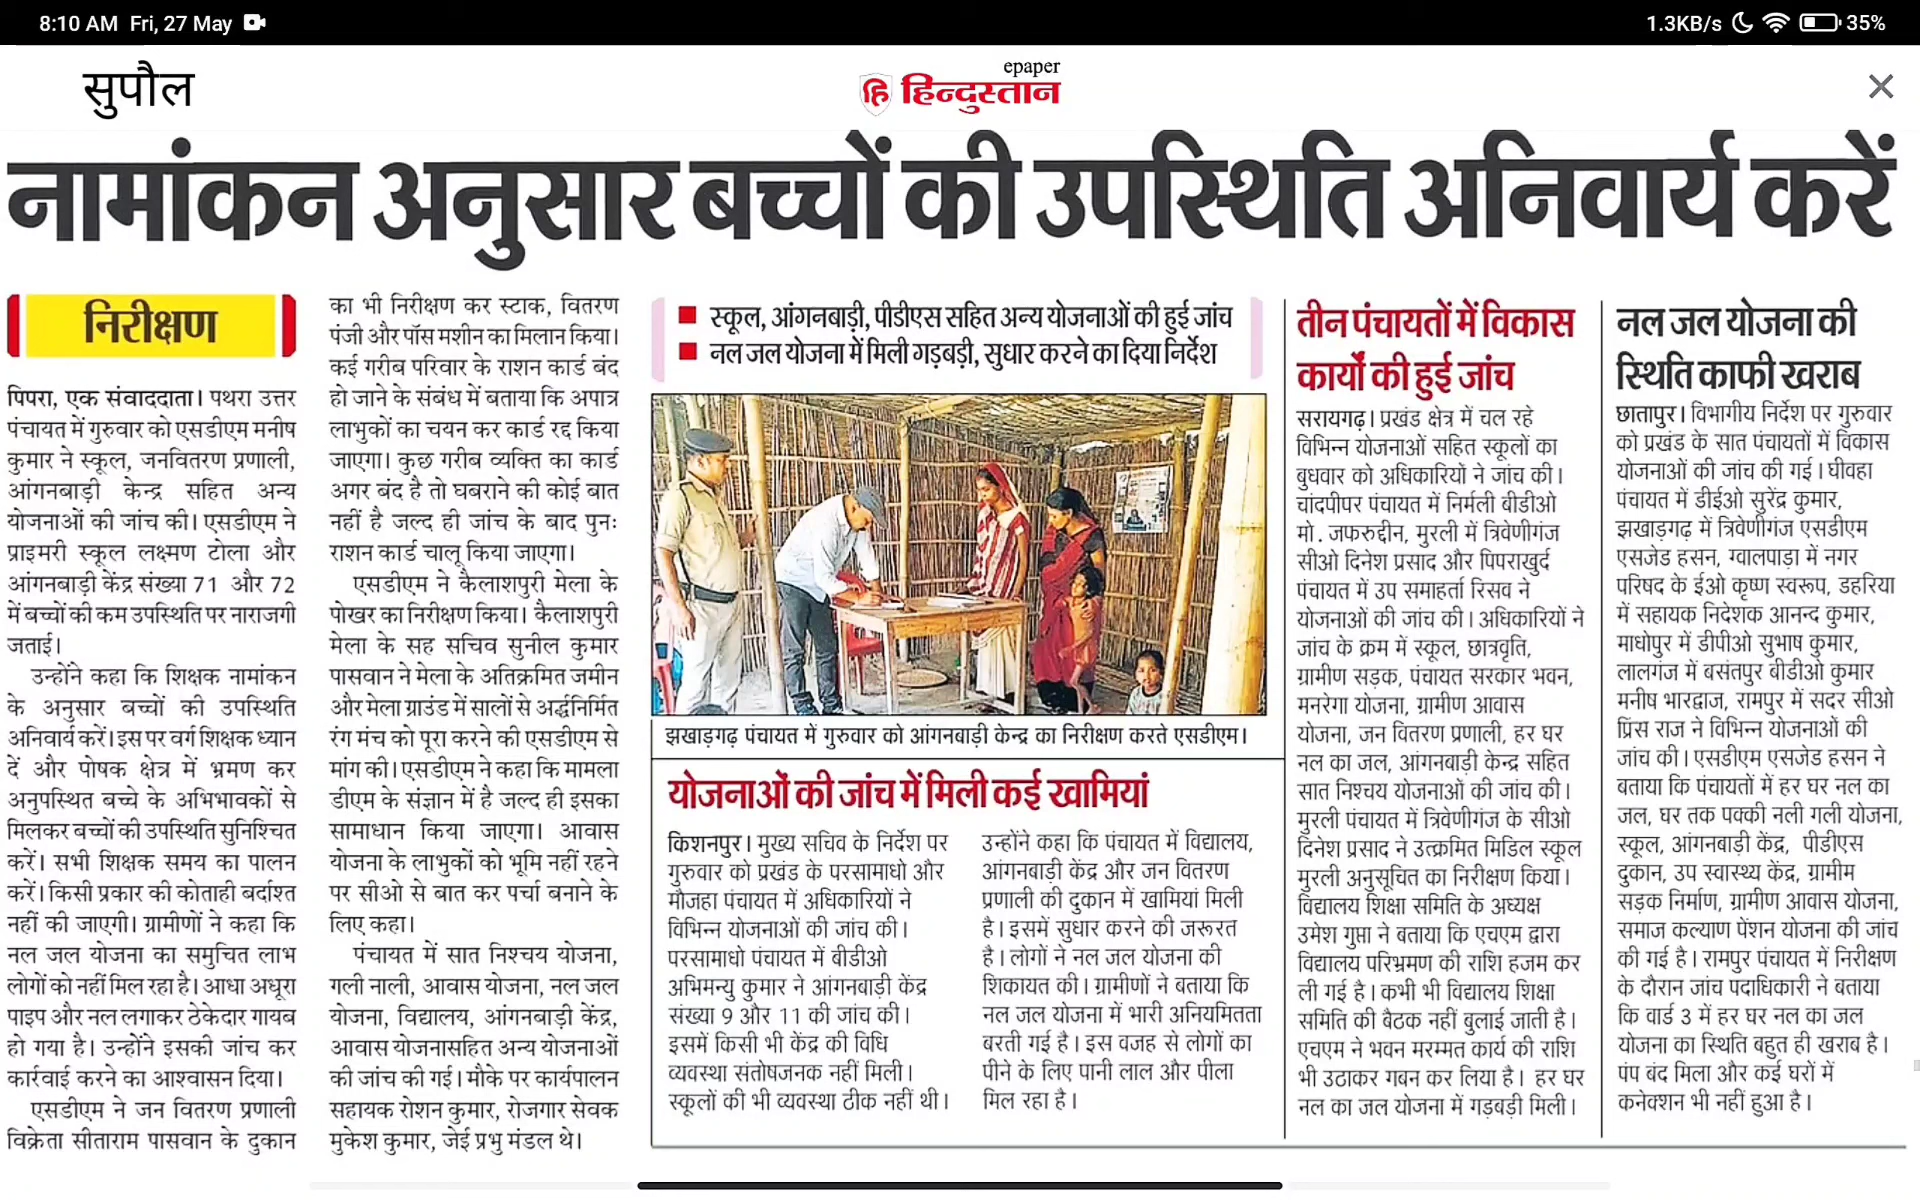 8:10 AM Fri, 27 May
1.3KB/s
35%
सुपौल
epaper
हि हिन्दुस्तान
नामांकन अनुसार बच्चों की उपस्थिति अनिवार्य करें
निरीक्षण
पिपरा, एक संवाददाता। पथरा उत्तर
पंचायत में गुरुवार को एसडीएम मनीष
कुमार ने स्कूल, जनवितरण प्रणाली,
आंगनबाड़ी केन्द्र सहित अन्य
योजनाओं की जांच की। एसडीएम ने
प्राइमरी स्कूल लक्ष्मण टोला और
आंगनबाड़ी केंद्र संख्या 71 और 72
में बच्चों की कम उपस्थिति पर नाराजगी
जताई।
उन्होंने कहा कि शिक्षक नामांकन
के अनुसार बच्चों की उपस्थिति
अनिवार्य करें। इस पर वर्ग शिक्षक ध्यान
दें और पोषक क्षेत्र में भ्रमण कर
अनुपस्थित बच्चे के अभिभावकों से
मिलकर बच्चों की उपस्थिति सुनिश्चित
करें। सभी शिक्षक समय का पालन
करें। किसी प्रकार की कोताही बर्दाश्त
नहीं की जाएगी। ग्रामीणों ने कहा कि
नल जल योजना का समुचित लाभ
लोगों को नहीं मिल रहा है। आधा अधूरा
पाइप और नल लगाकर ठेकेदार गायब
हो गया है। उन्होंने इसकी जांच कर
कार्रवाई करने का आश्वासन दिया।
एसडीएम ने जन वितरण प्रणाली
विक्रेता सीताराम पासवान के दुकान
का भी निरीक्षण कर स्टाक, वितरण
पंजी और पॉस मशीन का मिलान किया।
कई गरीब परिवार के राशन कार्ड बंद
हो जाने के संबंध में बताया कि अपात्र
लाभुकों का चयन कर कार्ड रद्द किया
जाएगा। कुछ गरीब व्यक्ति का कार्ड
अगर बंद है तो घबराने की कोई बात
नहीं है जल्द ही जांच के बाद पुनः
राशन कार्ड चालू किया जाएगा।
एसडीएम ने कैलाशपुरी मेला के
पोखर का निरीक्षण किया। कैलाशपुरी
मेला के सह सचिव सुनील कुमार
पासवान ने मेला के अतिक्रमित जमीन
और मेला ग्राउंड में सालों से अर्द्धनिर्मित
रंग मंच को पूरा करने की एसडीएम से
मांग की। एसडीएम ने कहा कि मामला
डीएम के संज्ञान में है जल्द ही इसका
सामाधान किया जाएगा। आवास
योजना के लाभुकों को भूमि नहीं रहने
पर सीओ से बात कर पर्चा बनाने के
लिए कहा।
पंचायत में सात निश्चय योजना,
गली नाली, आवास योजना, नल जल
योजना, विद्यालय, आंगनबाड़ी केंद्र,
आवास योजनासहित अन्य योजनाओं
की जांच की गई। मौके पर कार्यपालन
सहायक रोशन कुमार, रोजगार सेवक
मुकेश कुमार, जेई प्रभु मंडल थे।
स्कूल, आंगनबाड़ी, पीडीएस सहित अन्य योजनाओं की हुई जांच
नल जल योजना में मिली गड़बड़ी, सुधार करने का दिया निर्देश
झखाड़गढ़ पंचायत में गुरुवार को आंगनबाड़ी केन्द्र का निरीक्षण करते एसडीएम।
योजनाओं की जांच में मिली कई खामियां
किशनपुर। मुख्य सचिव के निर्देश पर
गुरुवार को प्रखंड के परसामाधो और
मौजहा पंचायत में अधिकारियों ने
विभिन्न योजनाओं की जांच की।
परसामाधो पंचायत में बीडीओ
अभिमन्यु कुमार ने आंगनबाड़ी केंद्र
संख्या 9 और 11 की जांच की।
इसमें किसी भी केंद्र की विधि
व्यवस्था संतोषजनक नहीं मिली।
स्कूलों की भी व्यवस्था ठीक नहीं थी।
उन्होंने कहा कि पंचायत में विद्यालय,
आंगनबाड़ी केंद्र और जन वितरण
प्रणाली की दुकान में खामियां मिली
है। इसमें सुधार करने की जरूरत
है। लोगों ने नल जल योजना की
शिकायत की। ग्रामीणों ने बताया कि
नल जल योजना में भारी अनियमितता
बरती गई है। इस वजह से लोगों का
पीने के लिए पानी लाल और पीला
मिल रहा है।
तीन पंचायतों में विकास
कार्यों की हुई जांच
सरायगढ़। प्रखंड क्षेत्र में चल रहे
विभिन्न योजनाओं सहित स्कूलों का
बुधवार को अधिकारियों ने जांच की।
चांदपीपर पंचायत में निर्मली बीडीओ
मो. जफरुद्दीन, मुरली में त्रिवेणीगंज
सीओ दिनेश प्रसाद और पिपराखुर्द
पंचायत में उप समाहर्ता रिसव ने
योजनाओं की जांच की। अधिकारियों ने
जांच के क्रम में स्कूल, छात्रवृति,
ग्रामीण सड़क, पंचायत सरकार भवन,
मनरेगा योजना, ग्रामीण आवास
योजना, जन वितरण प्रणाली, हर घर
नल का जल, आंगनबाड़ी केन्द्र सहित
सात निश्चय योजनाओं की जांच की।
मुरली पंचायत में त्रिवेणीगंज के सीओ
दिनेश प्रसाद ने उत्क्रमित मिडिल स्कूल
मुरली अनुसूचित का निरीक्षण किया।
विद्यालय शिक्षा समिति के अध्यक्ष
उमेश गुप्ता ने बताया कि एचएम द्वारा
विद्यालय परिभ्रमण की राशि हजम कर
ली गई है। कभी भी विद्यालय शिक्षा
समिति की बैठक नहीं बुलाई जाती है।
एचएम ने भवन मरम्मत कार्य की राशि
भी उठाकर गबन कर लिया है। हर घर
नल का जल योजना में गड़बड़ी मिली।
नल जल योजना की
स्थिति काफी खराब
छातापुर। विभागीय निर्देश पर गुरुवार
को प्रखंड के सात पंचायतों में विकास
योजनाओं की जांच की गई। घीवहा
पंचायत में डीईओ सुरेंद्र कुमार,
झखाड़गढ़ में त्रिवेणीगंज एसडीएम
एसजेड हसन, ग्वालपाड़ा में नगर
परिषद के ईओ कृष्ण स्वरूप, डहरिया
में सहायक निदेशक आनन्द कुमार,
माधोपुर में डीपीओ सुभाष कुमार,
लालगंज में बसंतपुर बीडीओ कुमार
मनीष भारद्वाज, रामपुर में सदर सीओ
प्रिंस राज ने विभिन्न योजनाओं की
जांच की। एसडीएम एसजेड हसन ने
बताया कि पंचायतों में हर घर नल का
जल, घर तक पक्की नली गली योजना,
स्कूल, आंगनबाड़ी केंद्र, पीडीएस
दुकान, उप स्वास्थ्य केंद्र, ग्रामीम
सड़क निर्माण, ग्रामीण आवास योजना,
समाज कल्याण पेंशन योजना की जांच
की गई है। रामपुर पंचायत में निरीक्षण
के दौरान जांच पदाधिकारी ने बताया
कि वार्ड 3 में हर घर नल का जल
योजना का स्थिति बहुत ही खराब है।
पंप बंद मिला और कई घरों में
कनेक्शन भी नहीं हुआ है।